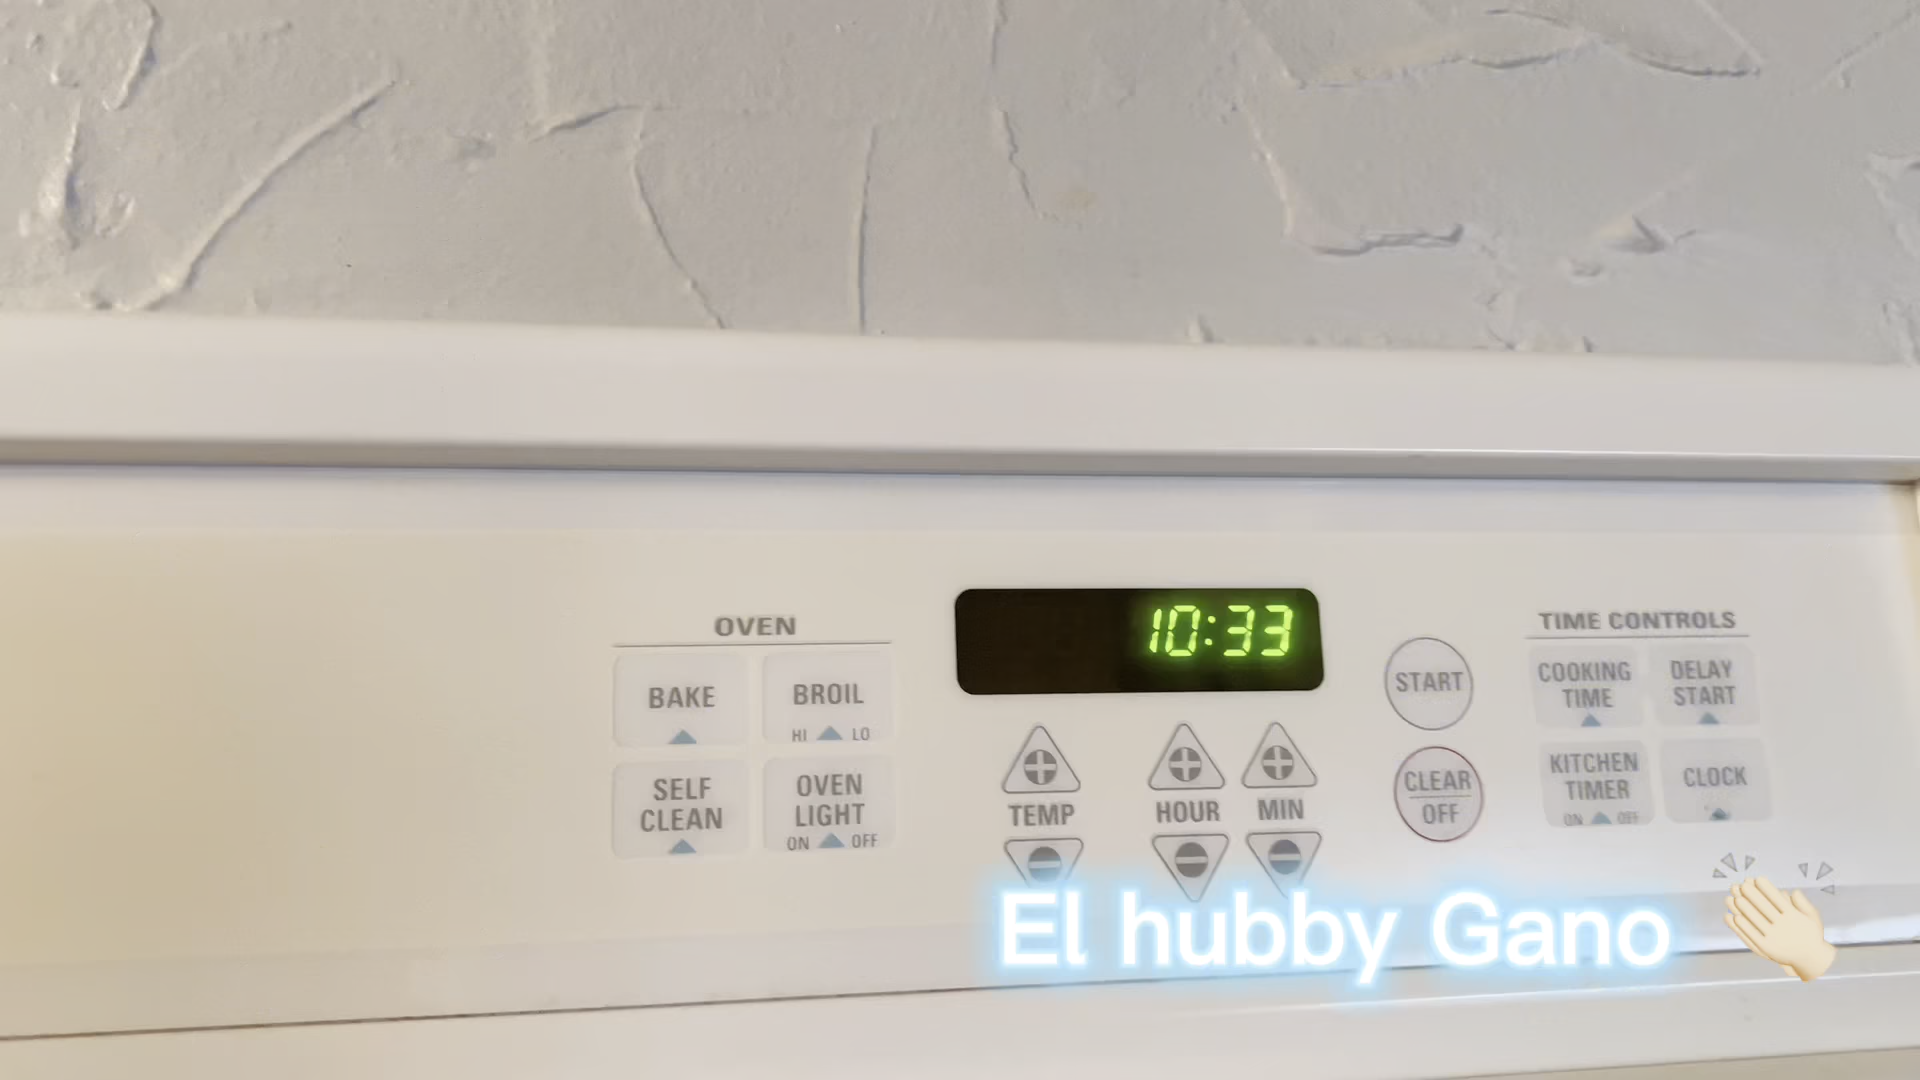 OVEN
BAKE
BROIL
HI LO
SELF
CLEAN
OVEN
LIGHT
ON OFF
10:33
TEMP
HOUR
MIN
START
CLEAR
OFF
TIME CONTROLS
COOKING
TIME
DELAY
START
KITCHEN
TIMER
ON OFF
CLOCK
El hubby Gano 👏🏻